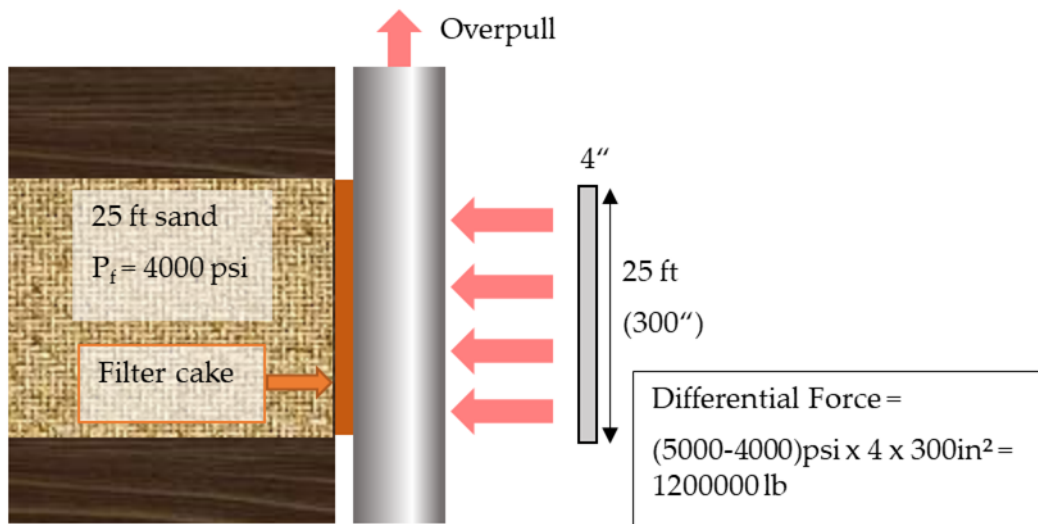 Overpull
4“
25 ft sand
P_f = 4000 psi
25 ft
(300“)
Filter cake
Differential Force =
(5000-4000)psi x 4 x 300in² =
1200000 lb